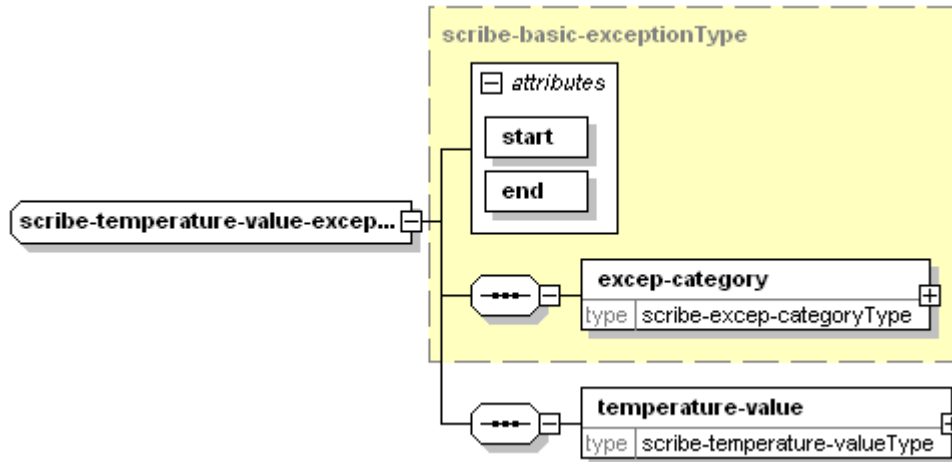 scribe-basic-exceptionType
attributes
start
end
scribe-temperature-value-excep...
excep-category
type scribe-excep-categoryType
temperature-value
type scribe-temperature-valueType